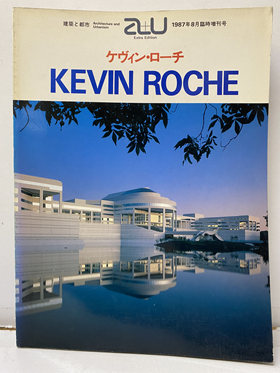 建築と都市 Architecture and Urbanism
a+u
Extra Edition
1987年8月臨時増刊号
ケヴィン・ローチ
KEVIN ROCHE